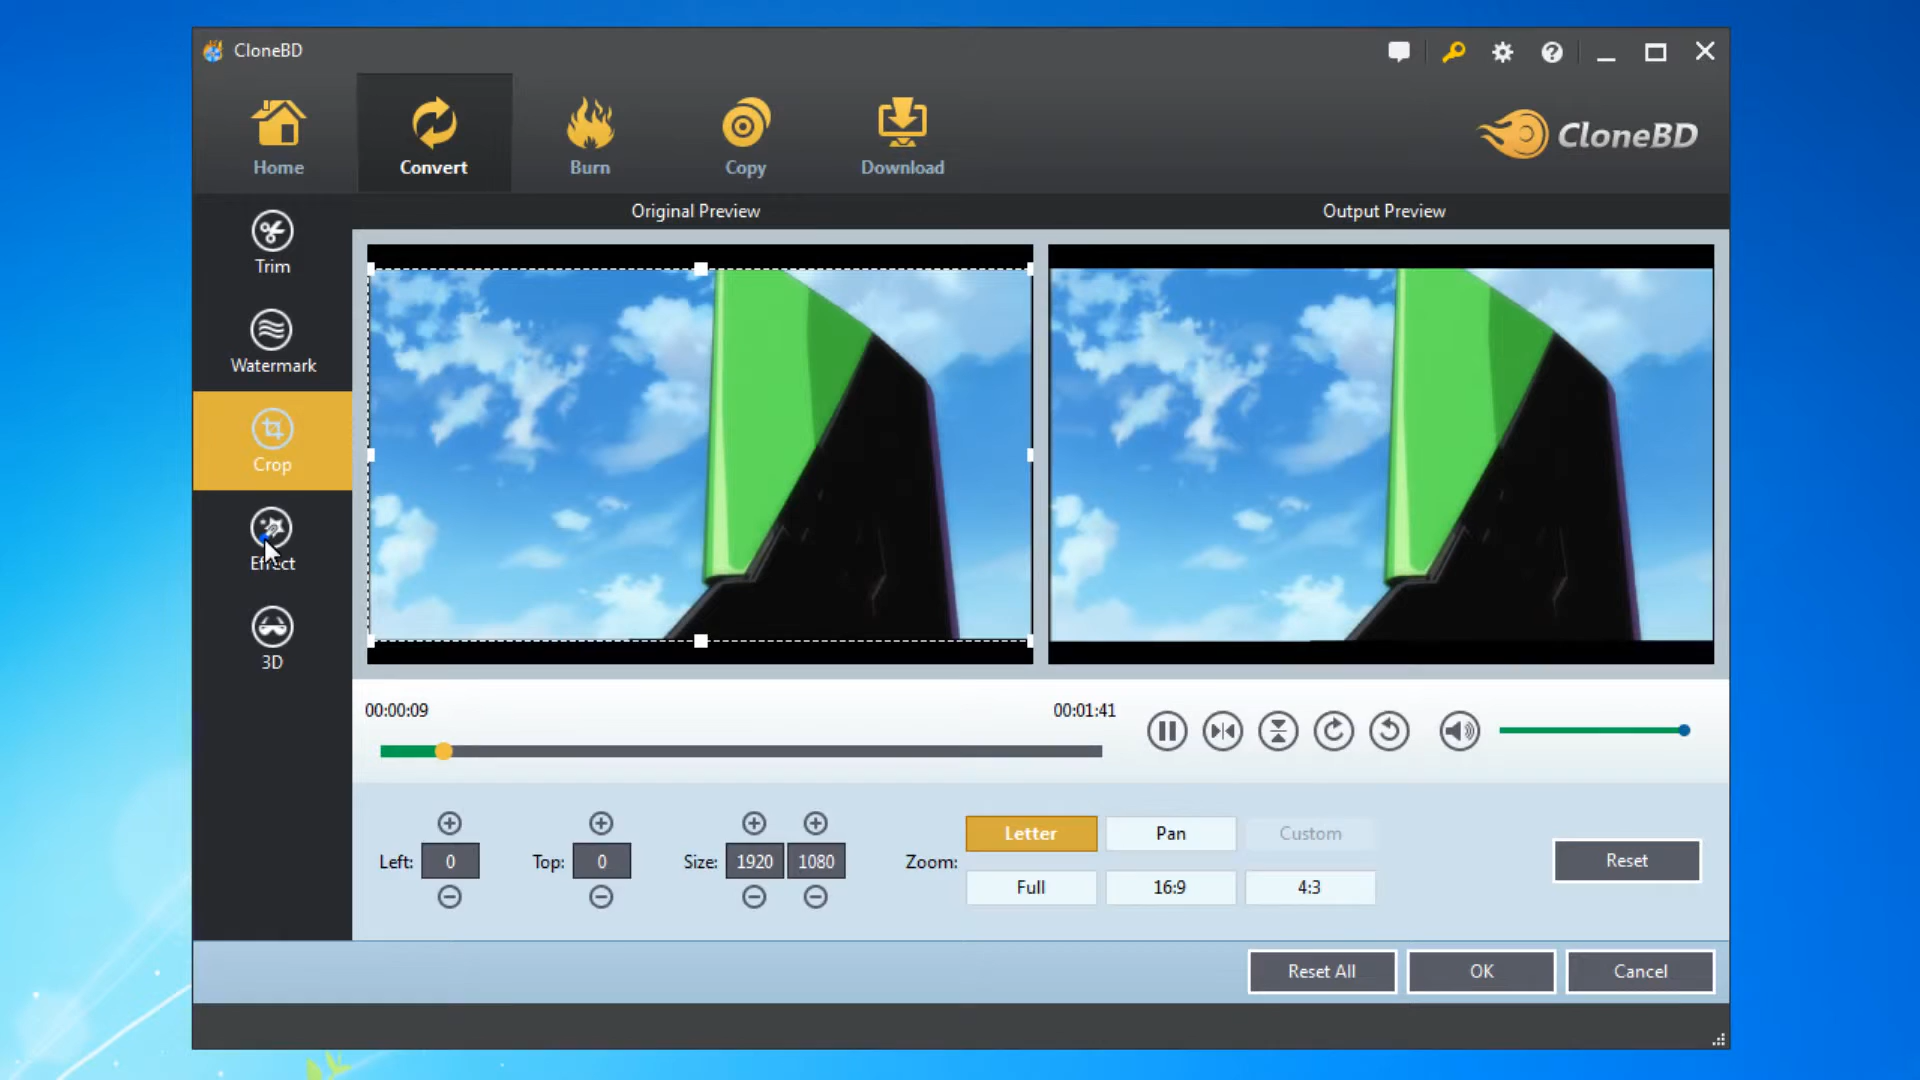 CloneBD
Home
Convert
Burn
Copy
Download
CloneBD
Original Preview
Output Preview
Trim
Watermark
Crop
Effect
3D
00:00:09
00:01:41
Left: 0
Top: 0
Size: 1920 1080
Zoom:
Letter
Pan
Custom
Full
16:9
4:3
Reset
Reset All
OK
Cancel